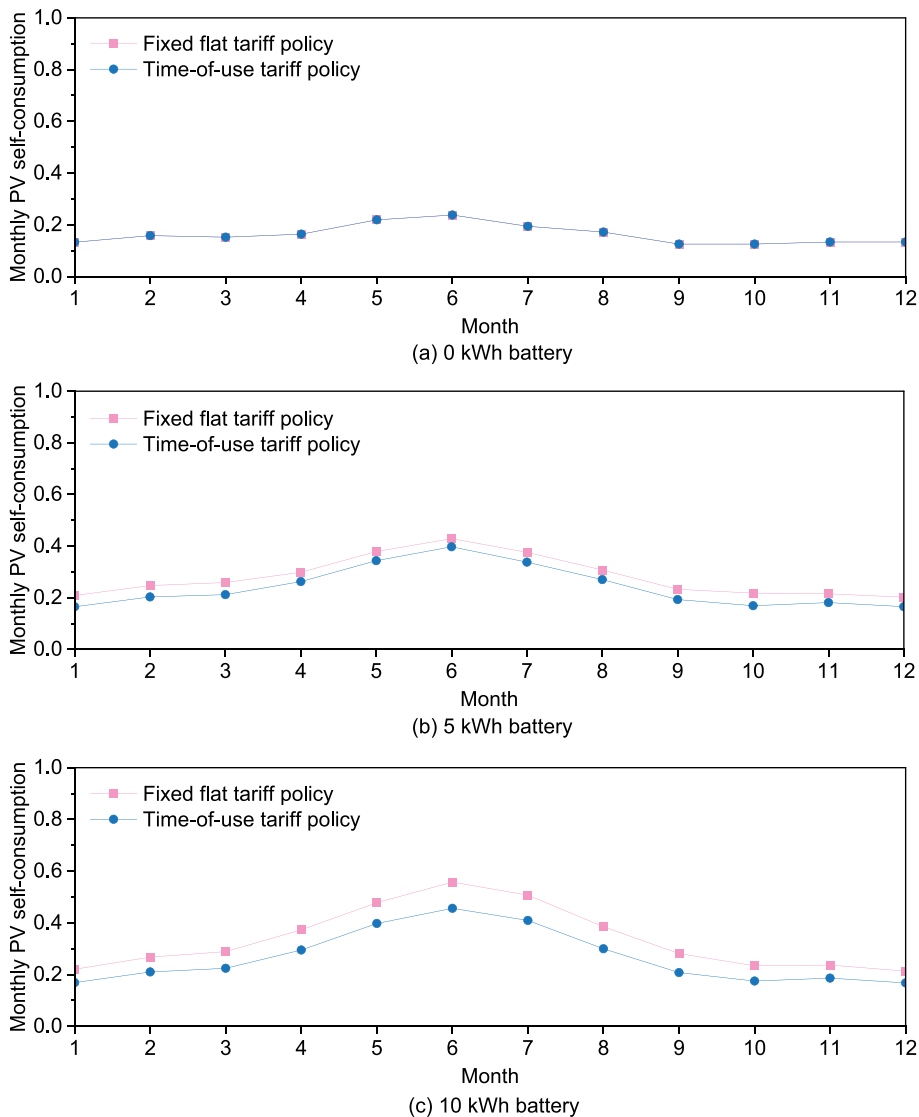 Monthly PV self-consumption
1.0
0.8
0.6
0.4
0.2
0.0
Fixed flat tariff policy
Time-of-use tariff policy
1 2 3 4 5 6 7 8 9 10 11 12
Month
(a) 0 kWh battery
Monthly PV self-consumption
1.0
0.8
0.6
0.4
0.2
0.0
Fixed flat tariff policy
Time-of-use tariff policy
1 2 3 4 5 6 7 8 9 10 11 12
Month
(b) 5 kWh battery
Monthly PV self-consumption
1.0
0.8
0.6
0.4
0.2
0.0
Fixed flat tariff policy
Time-of-use tariff policy
1 2 3 4 5 6 7 8 9 10 11 12
Month
(c) 10 kWh battery